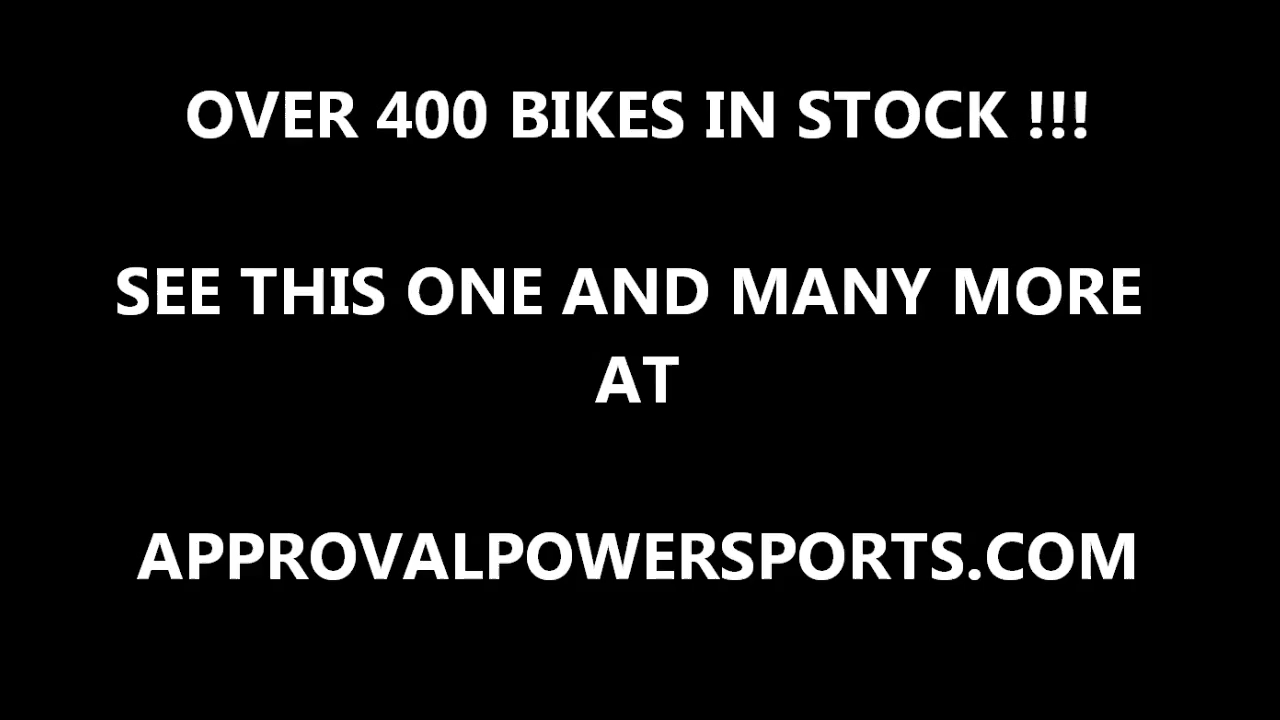 OVER 400 BIKES IN STOCK !!!
SEE THIS ONE AND MANY MORE
AT
APPROVALPOWERSPORTS.COM